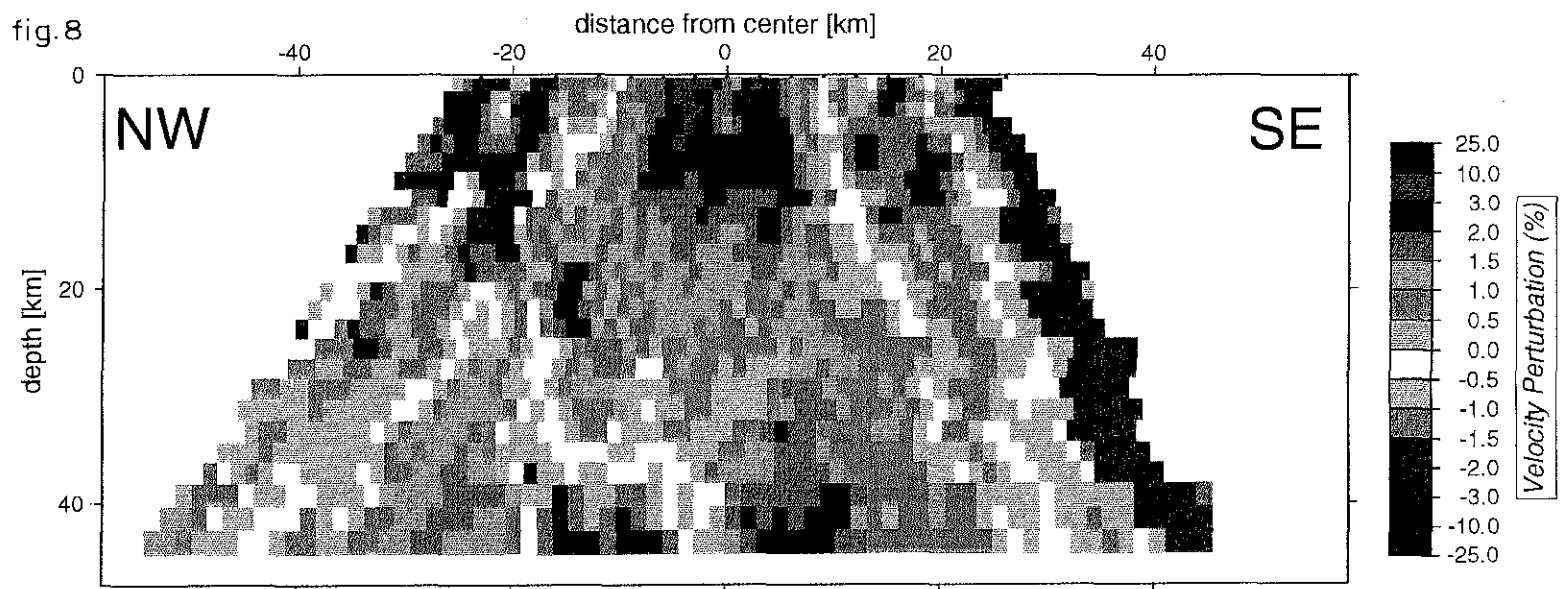 fig.8
distance from center [km]
-40 -20 0 20 40
NW
SE
0
20
40
depth [km]
25.0
10.0
3.0
2.0
1.5
1.0
0.5
0.0
-0.5
-1.0
-1.5
-2.0
-3.0
-10.0
-25.0
Velocity Perturbation (%)